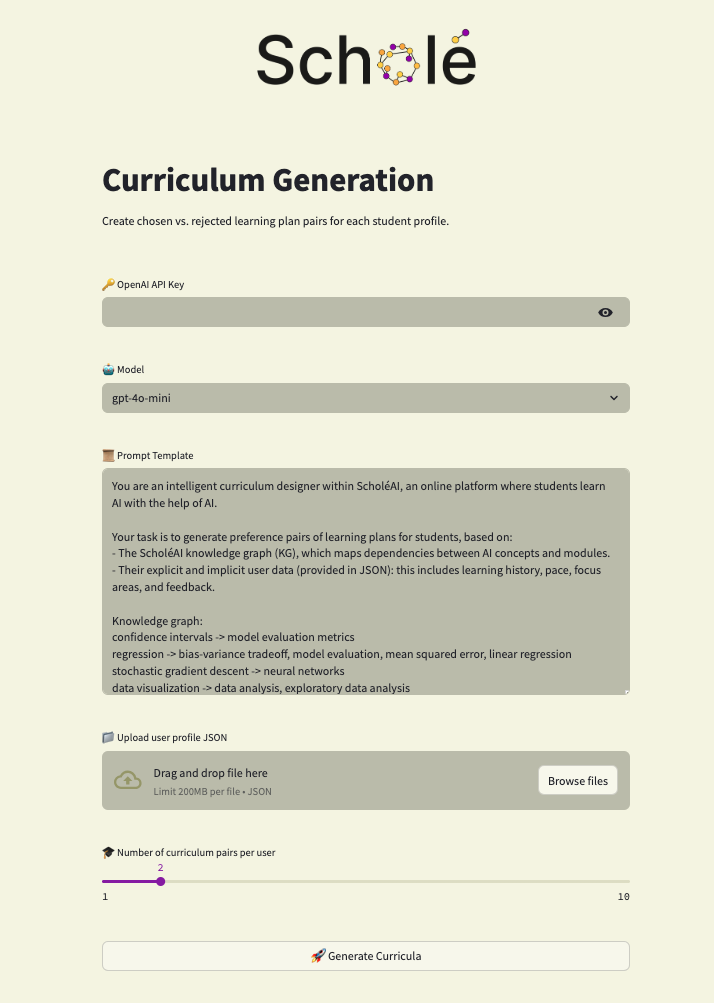 Scholé
Curriculum Generation
Create chosen vs. rejected learning plan pairs for each student profile.
OpenAI API Key
Model
gpt-4o-mini
Prompt Template
You are an intelligent curriculum designer within ScholéAI, an online platform where students learn
AI with the help of AI.
Your task is to generate preference pairs of learning plans for students, based on:
- The ScholéAI knowledge graph (KG), which maps dependencies between AI concepts and modules.
- Their explicit and implicit user data (provided in JSON): this includes learning history, pace, focus
areas, and feedback.
Knowledge graph:
confidence intervals -> model evaluation metrics
regression -> bias-variance tradeoff, model evaluation, mean squared error, linear regression
stochastic gradient descent -> neural networks
data visualization -> data analysis, exploratory data analysis
Upload user profile JSON
Drag and drop file here
Limit 200MB per file • JSON
Browse files
Number of curriculum pairs per user
2
1 10
Generate Curricula